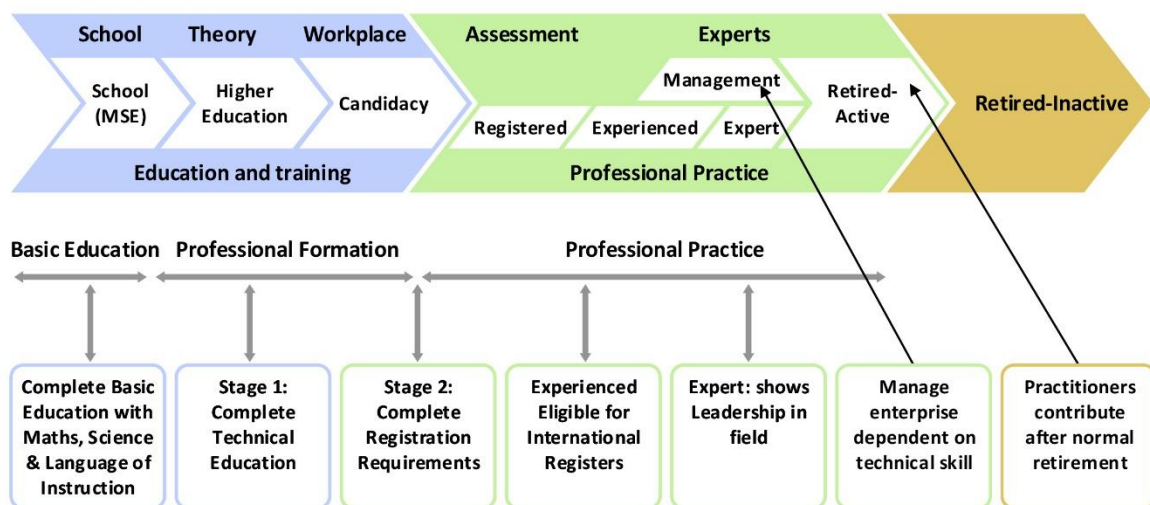 School Theory Workplace Assessment Experts
School
(MSE)
Higher
Education
Candidacy
Management
Registered Experienced Expert
Retired-
Active
Retired-Inactive
Education and training Professional Practice
Basic Education Professional Formation Professional Practice
Complete Basic
Education with
Maths, Science
& Language of
Instruction
Stage 1:
Complete
Technical
Education
Stage 2:
Complete
Registration
Requirements
Experienced
Eligible for
International
Registers
Expert: shows
Leadership in
field
Manage
enterprise
dependent on
technical skill
Practitioners
contribute
after normal
retirement